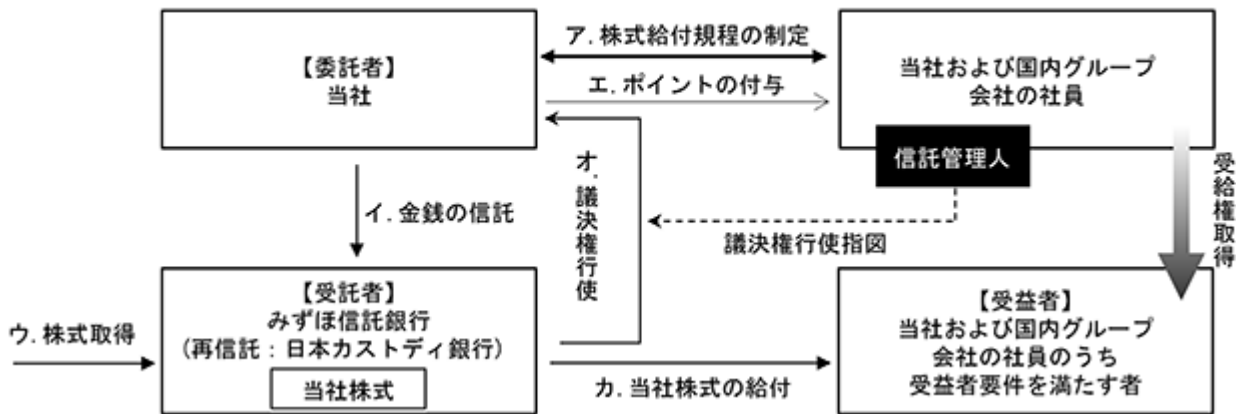 【委託者】
当社
ア. 株式給付規程の制定
エ. ポイントの付与
当社および国内グループ
会社の社員
信託管理人
イ. 金銭の信託
オ. 議決権行使
議決権行使指図
受給権取得
ウ. 株式取得
【受託者】
みずほ信託銀行
(再信託：日本カストディ銀行)
当社株式
カ. 当社株式の給付
【受益者】
当社および国内グループ
会社の社員のうち
受益者要件を満たす者